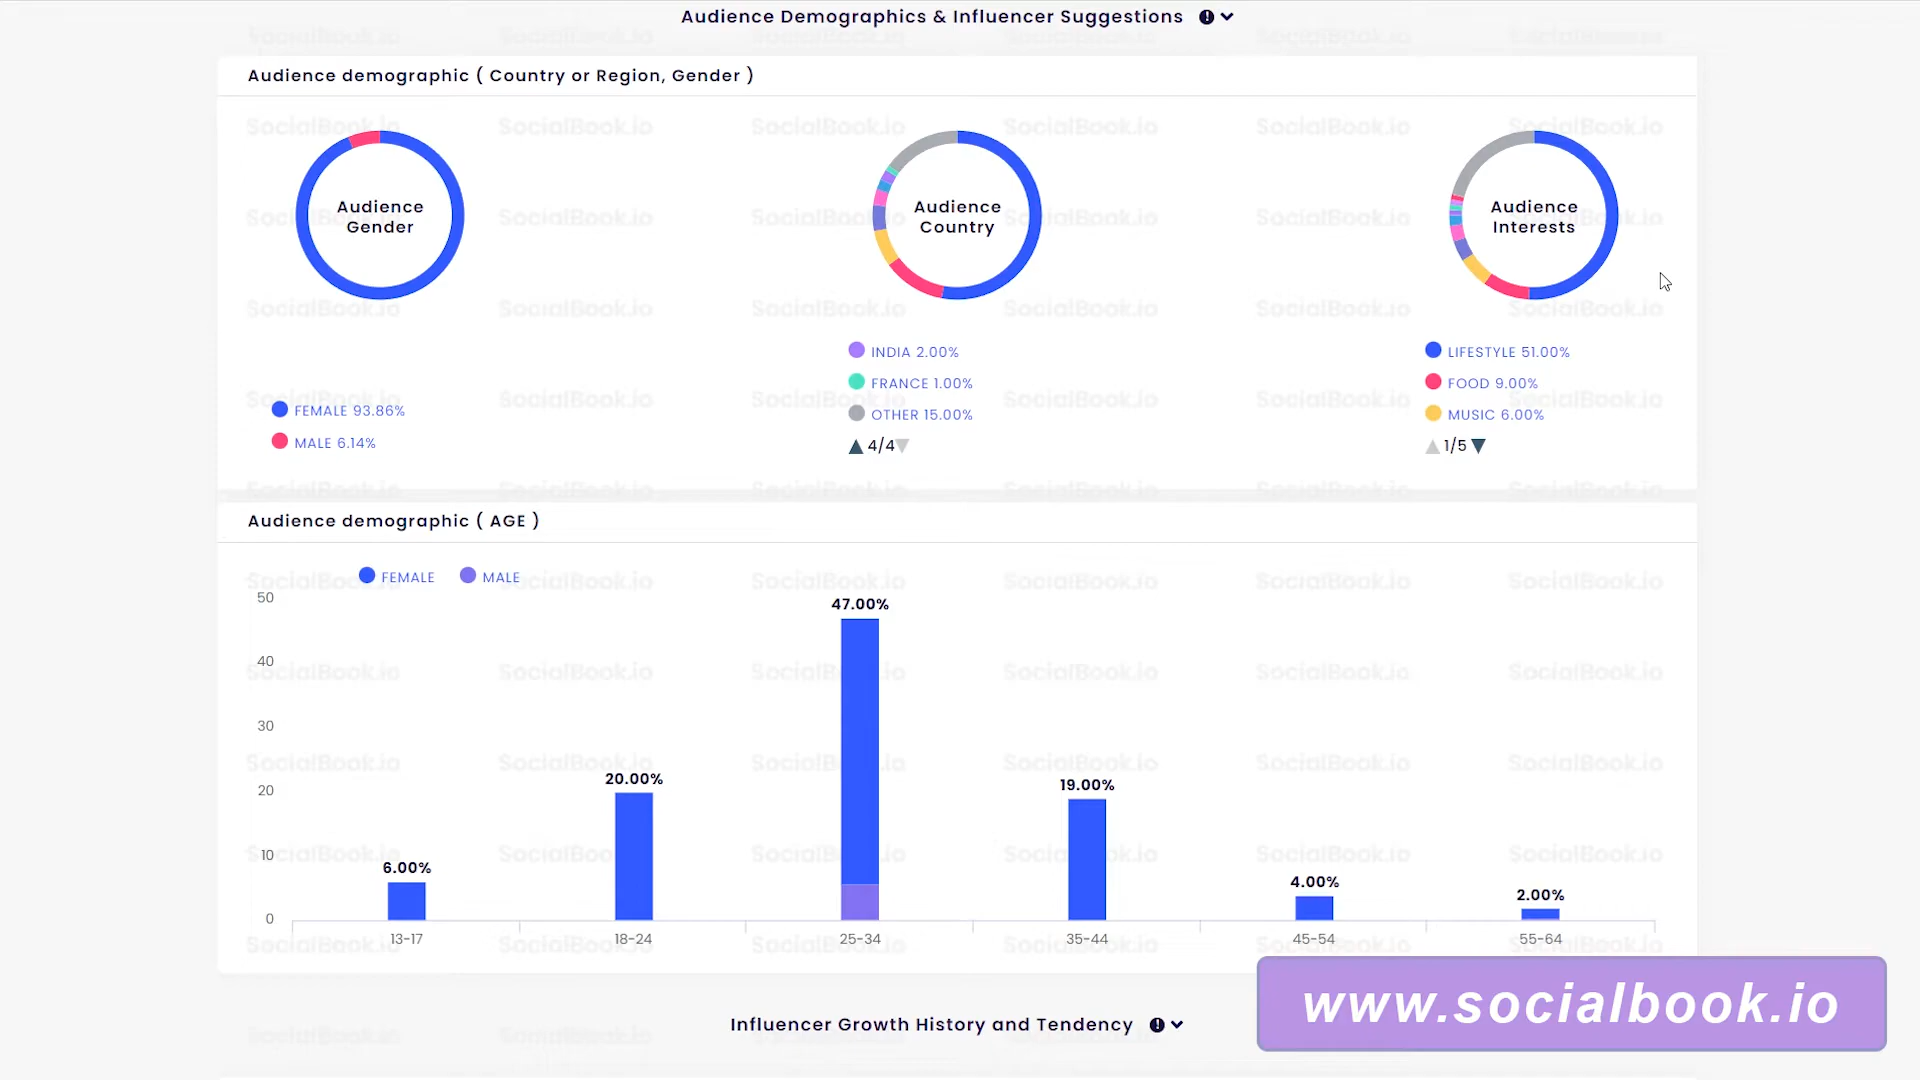 Audience Demographics & Influencer Suggestions
Audience demographic ( Country or Region, Gender )
Audience
Gender
Audience
Country
Audience
Interests
FEMALE 93.86%
MALE 6.14%
INDIA 2.00%
FRANCE 1.00%
OTHER 15.00%
4/4
LIFESTYLE 51.00%
FOOD 9.00%
MUSIC 6.00%
1/5
Audience demographic ( AGE )
FEMALE MALE
50
40
30
20
10
0
6.00%
20.00%
47.00%
19.00%
4.00%
2.00%
13-17 18-24 25-34 35-44 45-54 55-64
Influencer Growth History and Tendency
www.socialbook.io
SocialBook.io